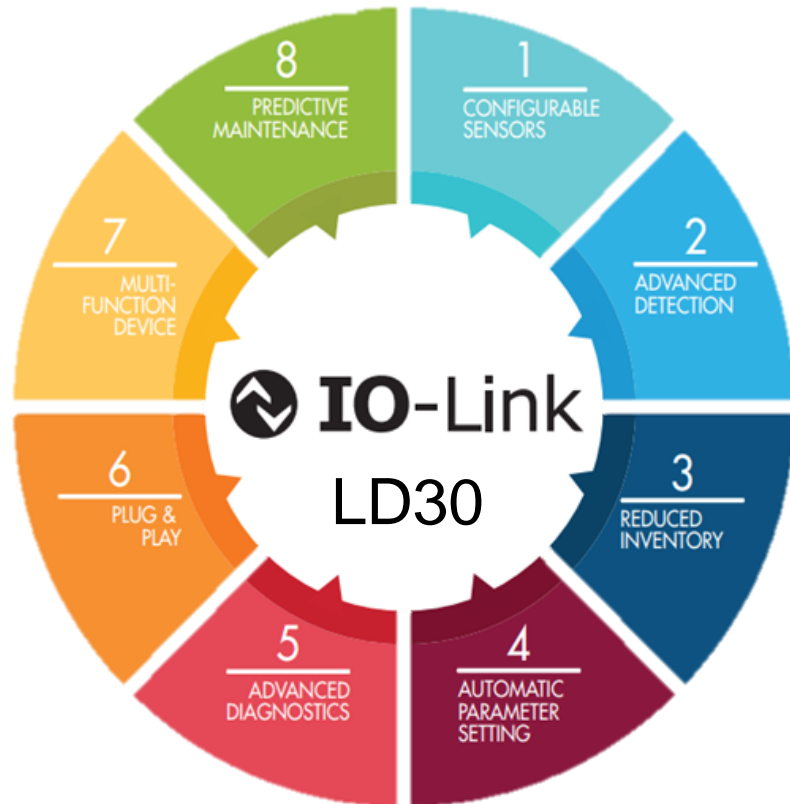 1
CONFIGURABLE
SENSORS
2
ADVANCED
DETECTION
3
REDUCED
INVENTORY
4
AUTOMATIC
PARAMETER
SETTING
5
ADVANCED
DIAGNOSTICS
6
PLUG &
PLAY
7
MULTI-
FUNCTION
DEVICE
8
PREDICTIVE
MAINTENANCE
IO-Link
LD30